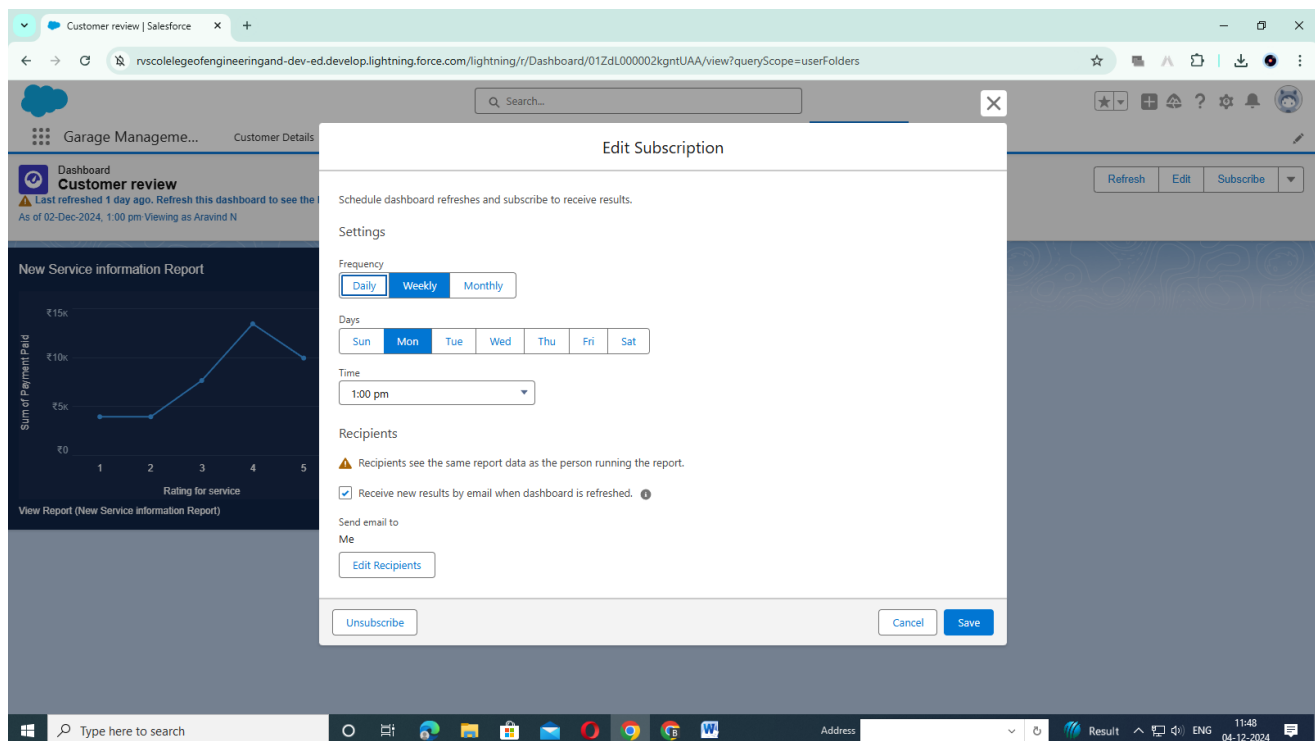 Customer review | Salesforce
rvscolelegeofengineeringand-dev-ed.develop.lightning.force.com/lightning/r/Dashboard/01ZdL000002kgntUAA/view?queryScope=userFolders
Search...
Garage Manageme...
Customer Details
Dashboard
Customer review
Last refreshed 1 day ago. Refresh this dashboard to see the
As of 02-Dec-2024, 1:00 pm·Viewing as Aravind N
Refresh
Edit
Subscribe
New Service information Report
Sum of Payment Paid
₹15K
₹10K
₹5K
₹0
1 2 3 4 5
Rating for service
View Report (New Service information Report)
Edit Subscription
Schedule dashboard refreshes and subscribe to receive results.
Settings
Frequency
Daily Weekly Monthly
Days
Sun Mon Tue Wed Thu Fri Sat
Time
1:00 pm
Recipients
Recipients see the same report data as the person running the report.
Receive new results by email when dashboard is refreshed.
Send email to
Me
Edit Recipients
Unsubscribe
Cancel
Save
Type here to search
Address
Result
ENG
11:48
04-12-2024